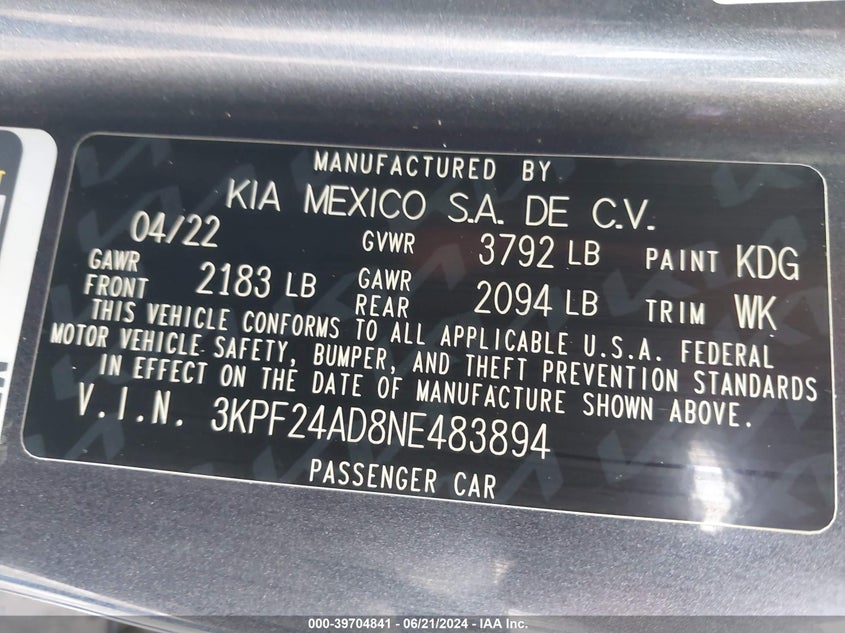 MANUFACTURED BY
KIA MEXICO S.A. DE C.V.
04/22 GVWR 3792 LB PAINT KDG
GAWR FRONT 2183 LB GAWR REAR 2094 LB TRIM WK
THIS VEHICLE CONFORMS TO ALL APPLICABLE U.S.A. FEDERAL
MOTOR VEHICLE SAFETY, BUMPER, AND THEFT PREVENTION STANDARDS
IN EFFECT ON THE DATE OF MANUFACTURE SHOWN ABOVE.
V.I.N. 3KPF24AD8NE483894
PASSENGER CAR
000-39704841 - 06/21/2024 - IAA Inc.